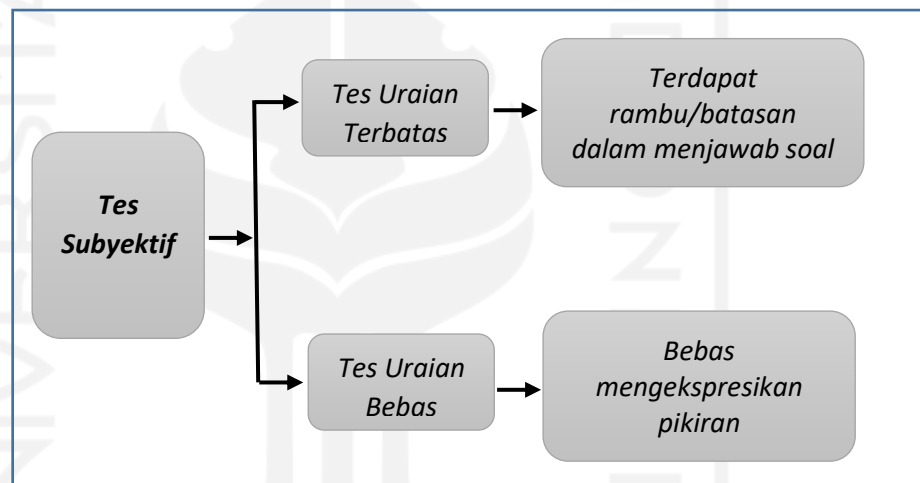 Tes
Subyektif
Tes Uraian
Terbatas
Terdapat
rambu/batasan
dalam menjawab soal
Tes Uraian
Bebas
Bebas
mengekspresikan
pikiran